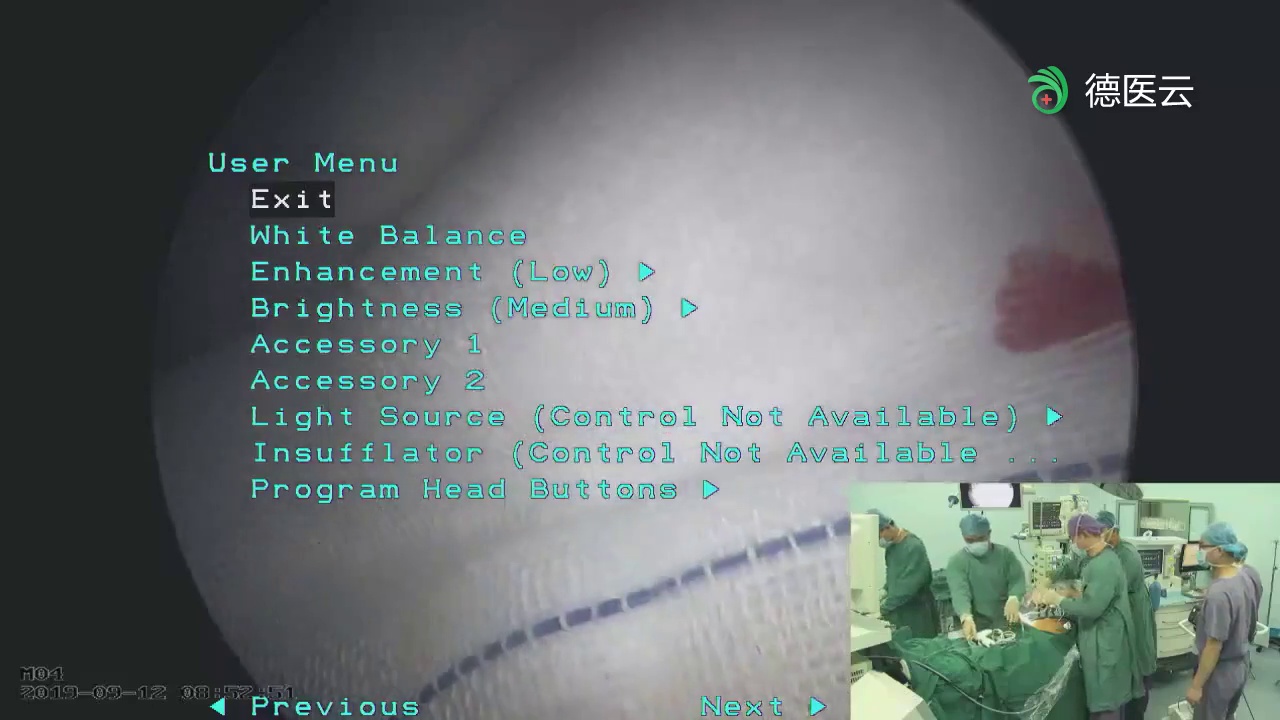 德医云
User Menu
Exit
White Balance
Enhancement (Low) ▶
Brightness (Medium) ▶
Accessory 1
Accessory 2
Light Source (Control Not Available) ▶
Insufflator (Control Not Available ...
Program Head Buttons ▶
M04
2019-09-12 08:52:51
◀ Previous
Next ▶